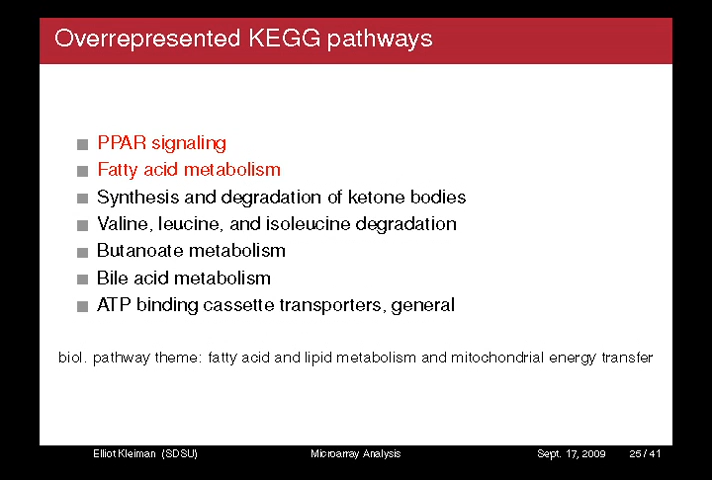 Overrepresented KEGG pathways
PPAR signaling
Fatty acid metabolism
Synthesis and degradation of ketone bodies
Valine, leucine, and isoleucine degradation
Butanoate metabolism
Bile acid metabolism
ATP binding cassette transporters, general
biol. pathway theme: fatty acid and lipid metabolism and mitochondrial energy transfer
Elliot Kleiman (SDSU) Microarray Analysis Sept. 17, 2009 25 / 41